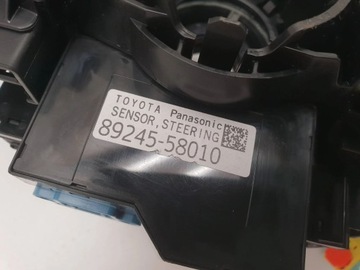 TOYOTA Panasonic
SENSOR, STEERING
89245-58010